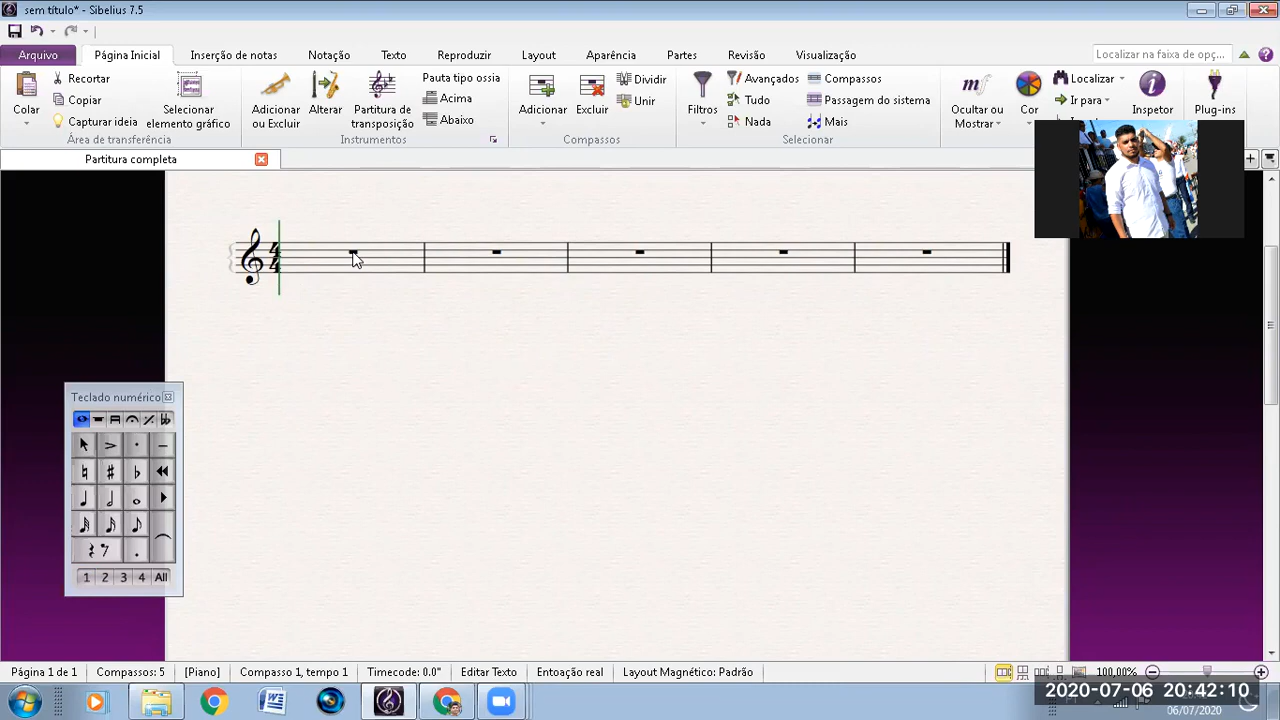 sem título* - Sibelius 7.5
Arquivo Página Inicial Inserção de notas Notação Texto Reproduzir Layout Aparência Partes Revisão Visualização Localizar na faixa de opç...
Colar
Recortar
Copiar
Capturar ideia
Selecionar
elemento gráfico
Área de transferência
Adicionar
ou Excluir
Alterar
Partitura de
transposição
Pauta tipo ossia
Acima
Abaixo
Instrumentos
Adicionar
Excluir
Dividir
Unir
Compassos
Filtros
Avançados
Tudo
Nada
Compassos
Passagem do sistema
Mais
Selecionar
mf
Ocultar ou
Mostrar
Cor
Localizar
Ir para
Inspetor
Plug-ins
Partitura completa
4
4
Teclado numérico
1 2 3 4 All
Página 1 de 1 Compassos: 5 [Piano] Compasso 1, tempo 1 Timecode: 0.0" Editar Texto Entoação real Layout Magnético: Padrão 100,00%
2020-07-06 20:42:10
06/07/2020